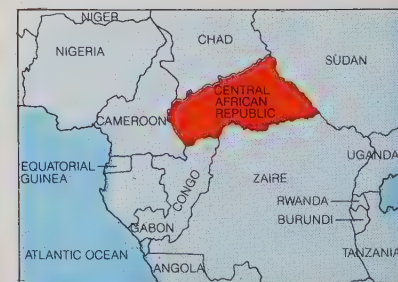 NIGER
NIGERIA
CHAD
SUDAN
CENTRAL
AFRICAN
REPUBLIC
CAMEROON
UGANDA
EQUATORIAL
GUINEA
CONGO
ZAIRE
RWANDA
BURUNDI
GABON
ATLANTIC OCEAN
ANGOLA
TANZANIA